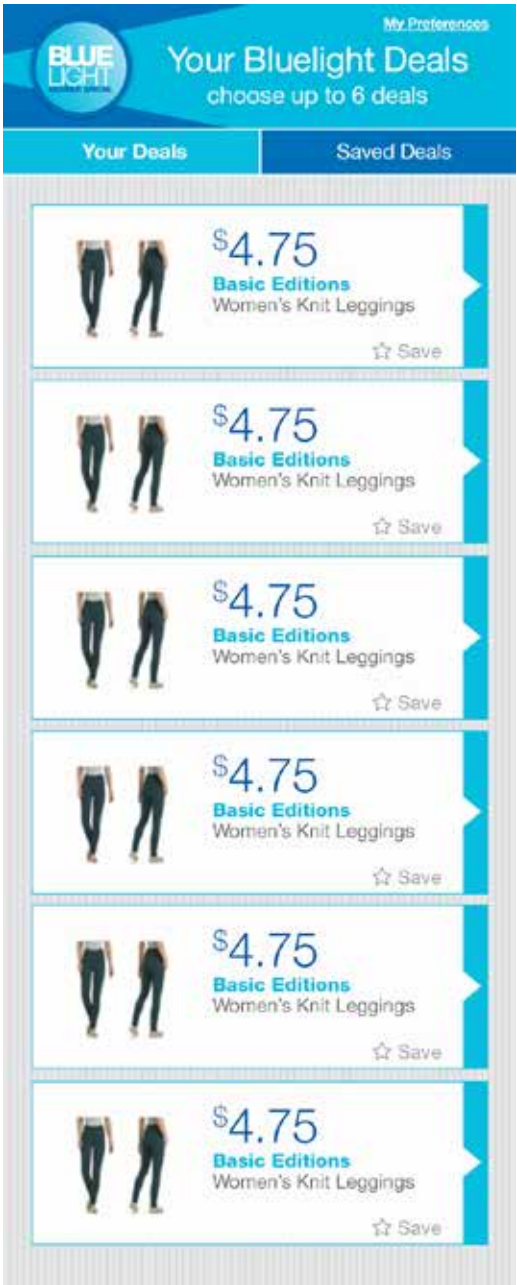 My Preferences
BLUE
LIGHT
MEMBER SPECIAL
Your Bluelight Deals
choose up to 6 deals
Your Deals
Saved Deals
$4.75
Basic Editions
Women's Knit Leggings
Save
$4.75
Basic Editions
Women's Knit Leggings
Save
$4.75
Basic Editions
Women's Knit Leggings
Save
$4.75
Basic Editions
Women's Knit Leggings
Save
$4.75
Basic Editions
Women's Knit Leggings
Save
$4.75
Basic Editions
Women's Knit Leggings
Save